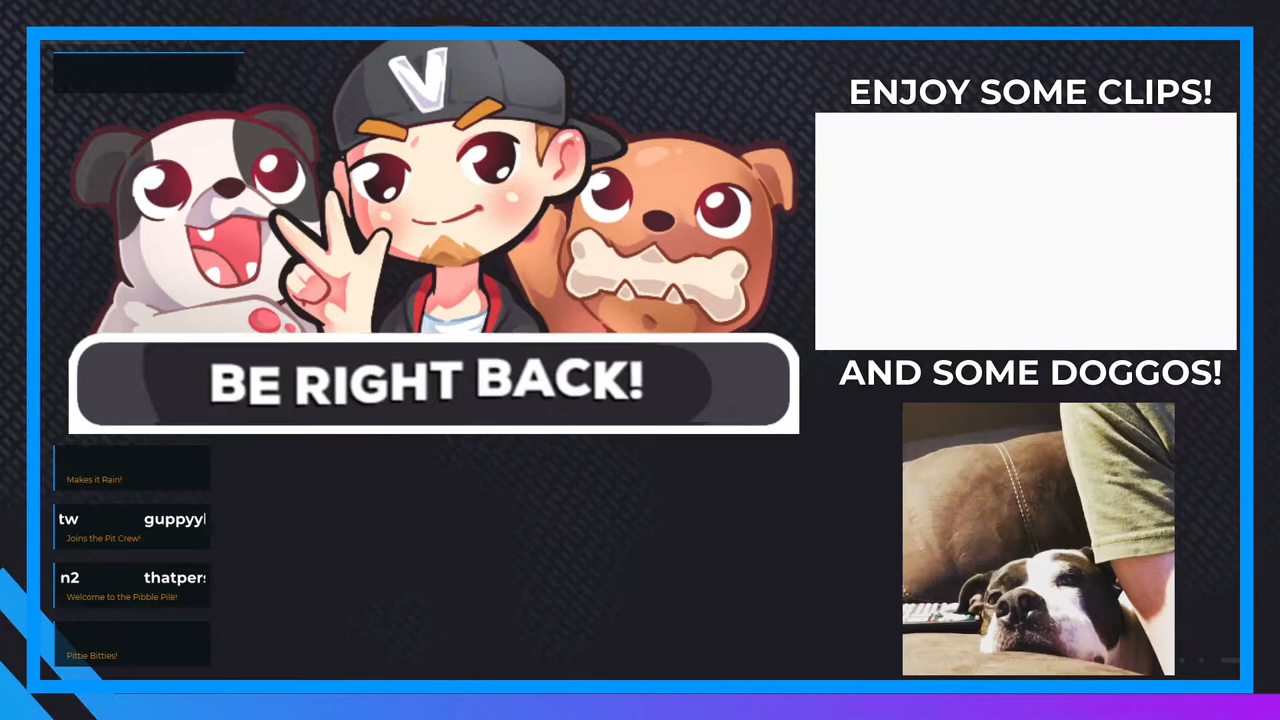 V
ENJOY SOME CLIPS!
BE RIGHT BACK!
AND SOME DOGGOS!
Makes it Rain!
tw guppyyl
Joins the Pit Crew!
n2 thatpers
Welcome to the Pibble Pile!
Pittie Bitties!